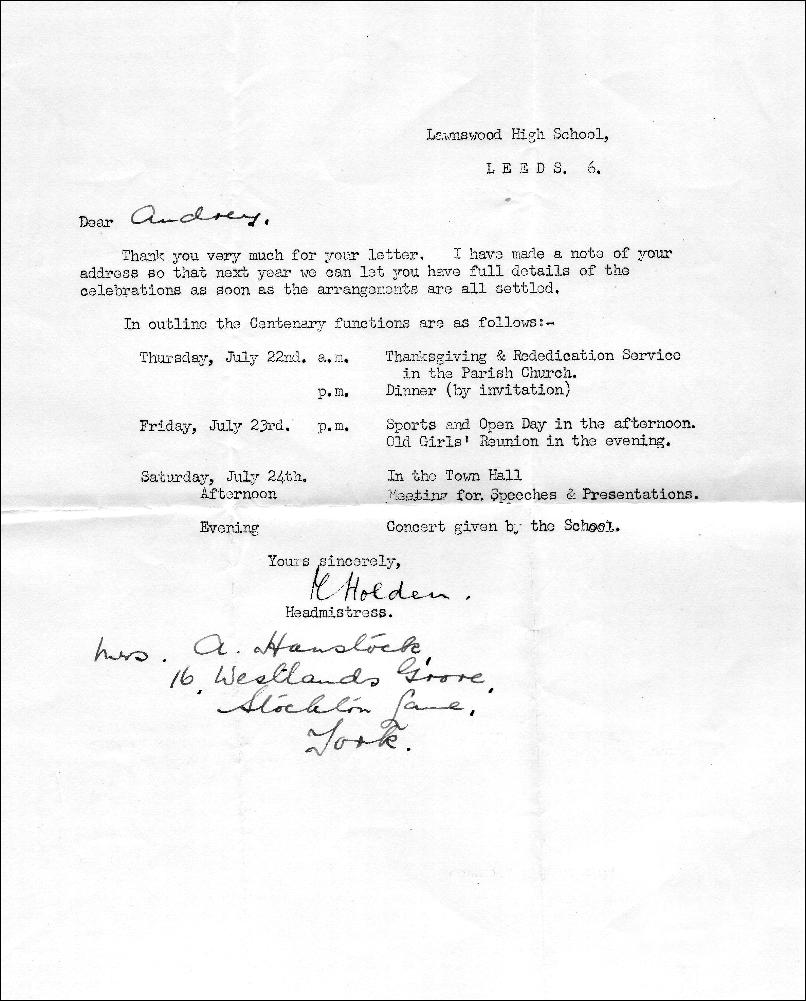 Lawnswood High School,
LEEDS. 6.
Dear Audrey.
Thank you very much for your letter. I have made a note of your
address so that next year we can let you have full details of the
celebrations as soon as the arrangements are all settled.
In outline the Centenary functions are as follows:-
Thursday, July 22nd. a.m. Thanksgiving & Rededication Service
in the Parish Church.
p.m. Dinner (by invitation)
Friday, July 23rd. p.m. Sports and Open Day in the afternoon.
Old Girls' Reunion in the evening.
Saturday, July 24th. In the Town Hall
Afternoon Meeting for Speeches & Presentations.
Evening Concert given by the School.
Yours sincerely,
M Holden.
Headmistress.
Mrs. A. Hanstock,
16, Westlands Grove,
Stockton Lane,
York.